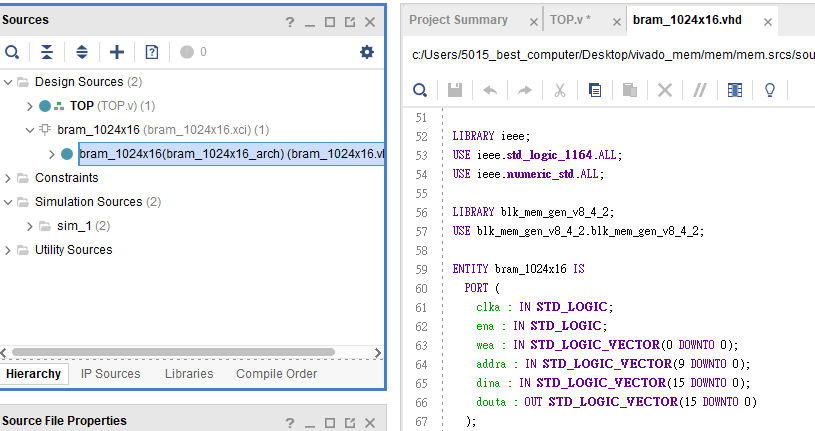 Sources
0
Design Sources (2)
TOP (TOP.v) (1)
bram_1024x16 (bram_1024x16.xci) (1)
bram_1024x16(bram_1024x16_arch) (bram_1024x16.vl
Constraints
Simulation Sources (2)
sim_1 (2)
Utility Sources
Hierarchy IP Sources Libraries Compile Order
Source File Properties
Project Summary TOP.v * bram_1024x16.vhd
c:/Users/5015_best_computer/Desktop/vivado_mem/mem/mem.srcs/sou
51
52 LIBRARY ieee;
53 USE ieee.std_logic_1164.ALL;
54 USE ieee.numeric_std.ALL;
55
56 LIBRARY blk_mem_gen_v8_4_2;
57 USE blk_mem_gen_v8_4_2.blk_mem_gen_v8_4_2;
58
59 ENTITY bram_1024x16 IS
60 PORT (
61 clka : IN STD_LOGIC;
62 ena : IN STD_LOGIC;
63 wea : IN STD_LOGIC_VECTOR(0 DOWNTO 0);
64 addra : IN STD_LOGIC_VECTOR(9 DOWNTO 0);
65 dina : IN STD_LOGIC_VECTOR(15 DOWNTO 0);
66 douta : OUT STD_LOGIC_VECTOR(15 DOWNTO 0)
67 );